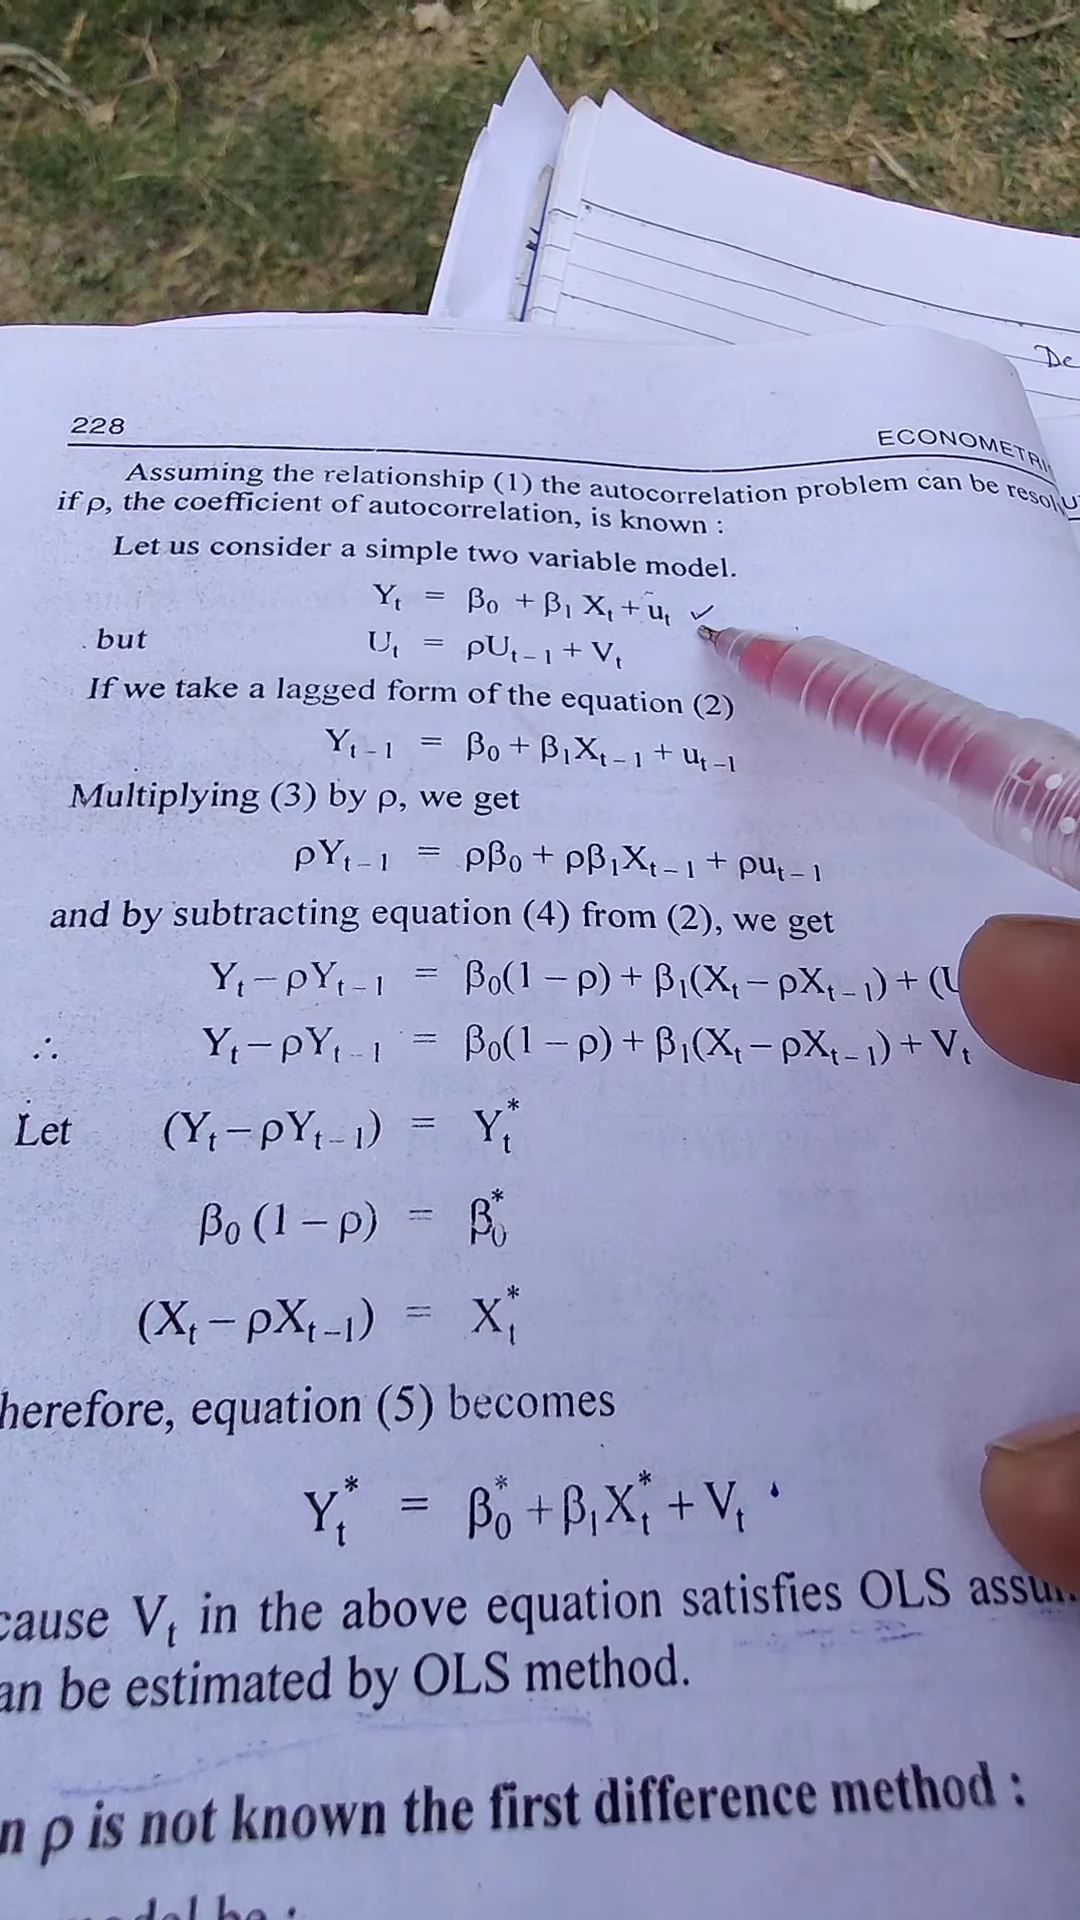 De
228
ECONOMETRI
Assuming the relationship (1) the autocorrelation problem can be resol
if ρ, the coefficient of autocorrelation, is known :
Let us consider a simple two variable model.
Yₜ = β₀ + β₁ Xₜ + uₜ ✓
but Uₜ = ρUₜ₋₁ + Vₜ
If we take a lagged form of the equation (2)
Yₜ₋₁ = β₀ + β₁Xₜ₋₁ + uₜ₋₁
Multiplying (3) by ρ, we get
ρYₜ₋₁ = ρβ₀ + ρβ₁Xₜ₋₁ + ρuₜ₋₁
and by subtracting equation (4) from (2), we get
Yₜ – ρYₜ₋₁ = β₀(1 – ρ) + β₁(Xₜ – ρXₜ₋₁) + (
∴ Yₜ – ρYₜ₋₁ = β₀(1 – ρ) + β₁(Xₜ – ρXₜ₋₁) + Vₜ
Let (Yₜ – ρYₜ₋₁) = Yₜ*
β₀ (1 – ρ) = β₀*
(Xₜ – ρXₜ₋₁) = Xₜ*
herefore, equation (5) becomes
Yₜ* = β₀* + β₁Xₜ* + Vₜ
cause Vₜ in the above equation satisfies OLS assu
an be estimated by OLS method.
n ρ is not known the first difference method :